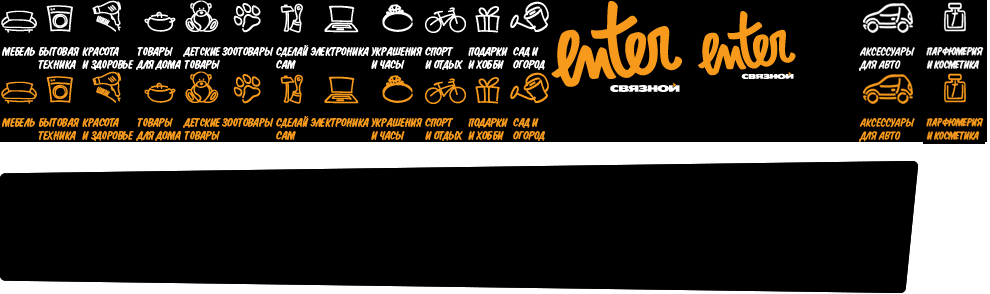 enter enter
МЕБЕЛЬ БЫТОВАЯ КРАСОТА ТОВАРЫ ДЕТСКИЕ ЗООТОВАРЫ СДЕЛАЙ ЭЛЕКТРОНИКА УКРАШЕНИЯ СПОРТ ПОДАРКИ САД И АКСЕССУАРЫ ПАРФЮМЕРИЯ
ТЕХНИКА И ЗДОРОВЬЕ ДЛЯ ДОМА ТОВАРЫ САМ И ЧАСЫ И ОТДЫХ И ХОББИ ОГОРОД ДЛЯ АВТО И КОСМЕТИКА
СВЯЗНОЙ СВЯЗНОЙ
МЕБЕЛЬ БЫТОВАЯ КРАСОТА ТОВАРЫ ДЕТСКИЕ ЗООТОВАРЫ СДЕЛАЙ ЭЛЕКТРОНИКА УКРАШЕНИЯ СПОРТ ПОДАРКИ САД И АКСЕССУАРЫ ПАРФЮМЕРИЯ
ТЕХНИКА И ЗДОРОВЬЕ ДЛЯ ДОМА ТОВАРЫ САМ И ЧАСЫ И ОТДЫХ И ХОББИ ОГОРОД ДЛЯ АВТО И КОСМЕТИКА